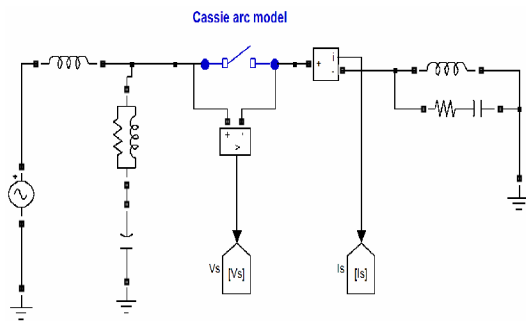 Cassie arc model
+
i
-
+
+ -
v
Vs
[Vs]
Is
[Is]